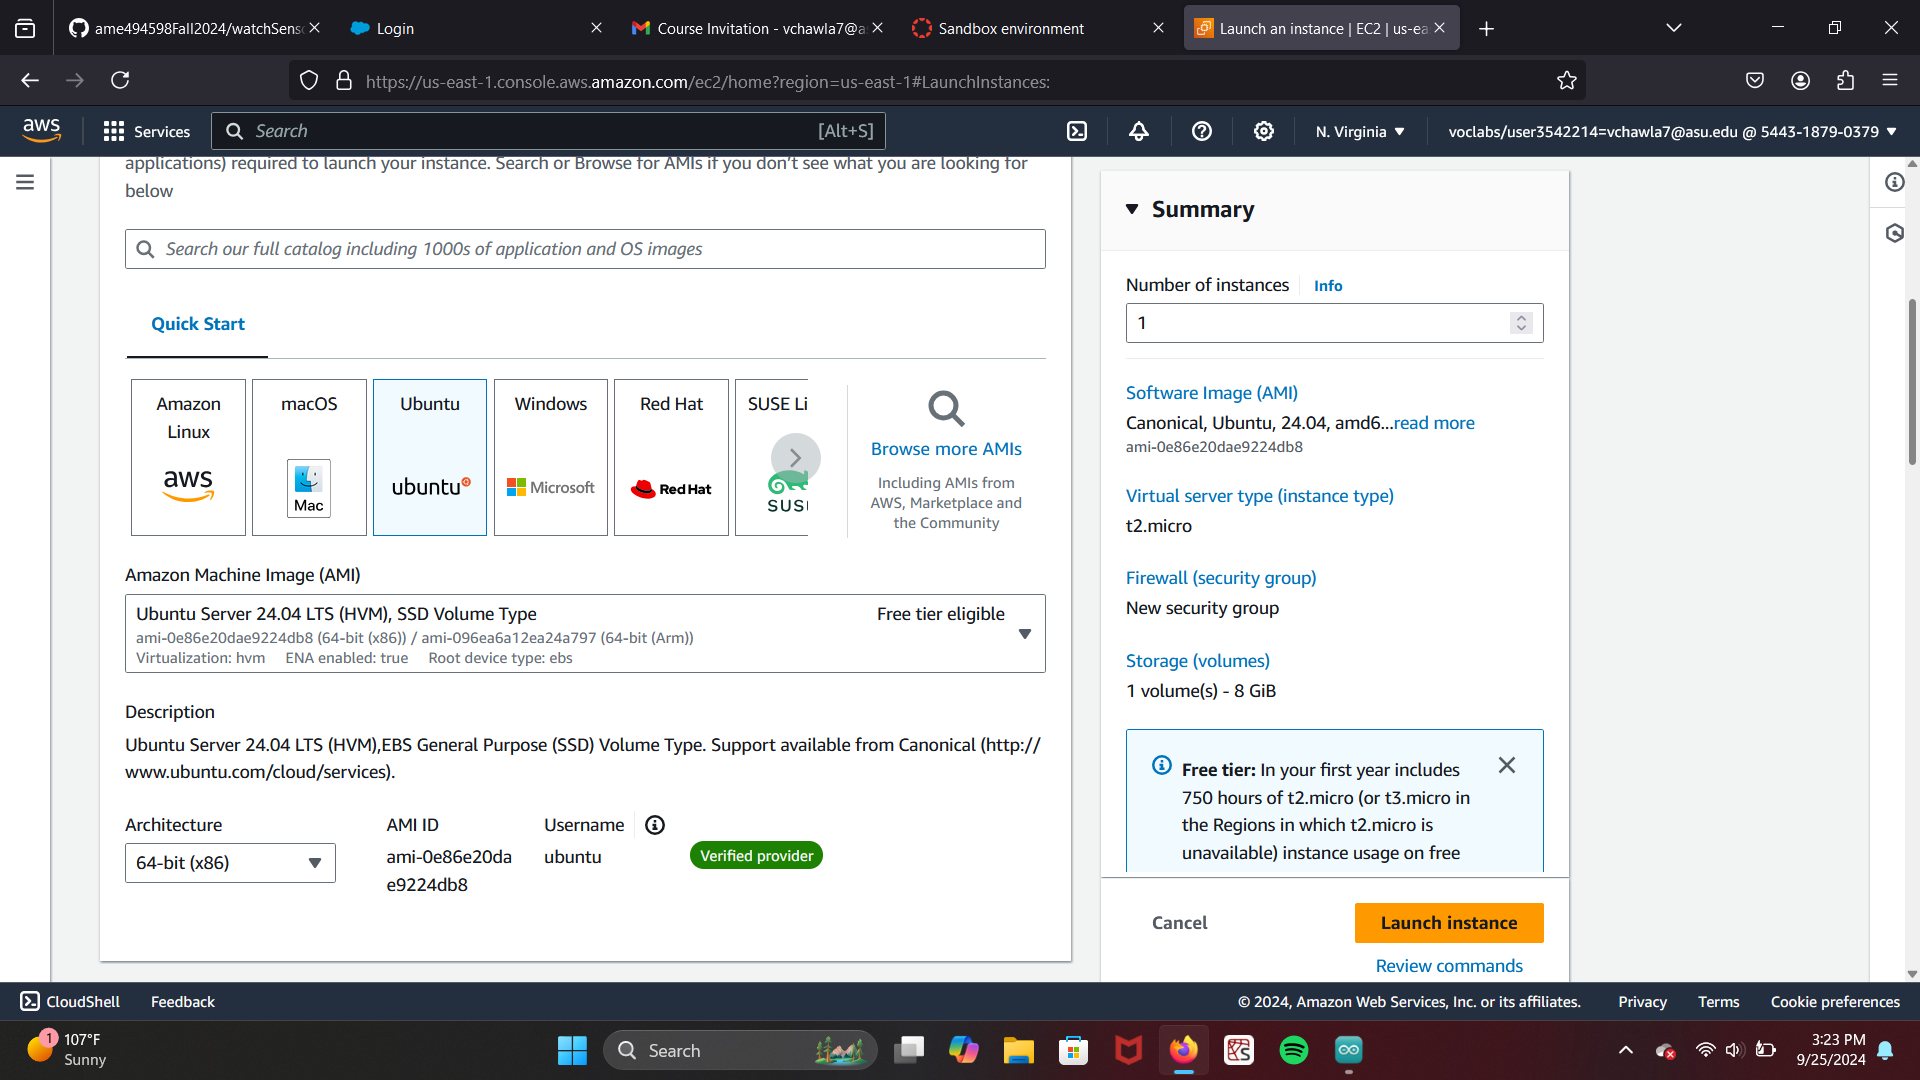 ame494598Fall2024/watchSens
Login
Course Invitation - vchawla7@a
Sandbox environment
Launch an instance | EC2 | us-ea
https://us-east-1.console.aws.amazon.com/ec2/home?region=us-east-1#LaunchInstances:
aws
Services
Search
[Alt+S]
N. Virginia
voclabs/user3542214=vchawla7@asu.edu @ 5443-1879-0379
applications) required to launch your instance. Search or Browse for AMIs if you don't see what you are looking for
below
Search our full catalog including 1000s of application and OS images
Quick Start
Amazon
Linux
aws
macOS
Mac
Ubuntu
ubuntu
Windows
Microsoft
Red Hat
Red Hat
SUSE Li
SUS
Browse more AMIs
Including AMIs from
AWS, Marketplace and
the Community
Amazon Machine Image (AMI)
Ubuntu Server 24.04 LTS (HVM), SSD Volume Type
Free tier eligible
ami-0e86e20dae9224db8 (64-bit (x86)) / ami-096ea6a12ea24a797 (64-bit (Arm))
Virtualization: hvm ENA enabled: true Root device type: ebs
Description
Ubuntu Server 24.04 LTS (HVM),EBS General Purpose (SSD) Volume Type. Support available from Canonical (http://
www.ubuntu.com/cloud/services).
Architecture
64-bit (x86)
AMI ID
ami-0e86e20da
e9224db8
Username
ubuntu
Verified provider
Summary
Number of instances
Info
1
Software Image (AMI)
Canonical, Ubuntu, 24.04, amd6...read more
ami-0e86e20dae9224db8
Virtual server type (instance type)
t2.micro
Firewall (security group)
New security group
Storage (volumes)
1 volume(s) - 8 GiB
Free tier: In your first year includes
750 hours of t2.micro (or t3.micro in
the Regions in which t2.micro is
unavailable) instance usage on free
Cancel
Launch instance
Review commands
CloudShell
Feedback
© 2024, Amazon Web Services, Inc. or its affiliates.
Privacy
Terms
Cookie preferences
1
107°F
Sunny
Search
3:23 PM
9/25/2024